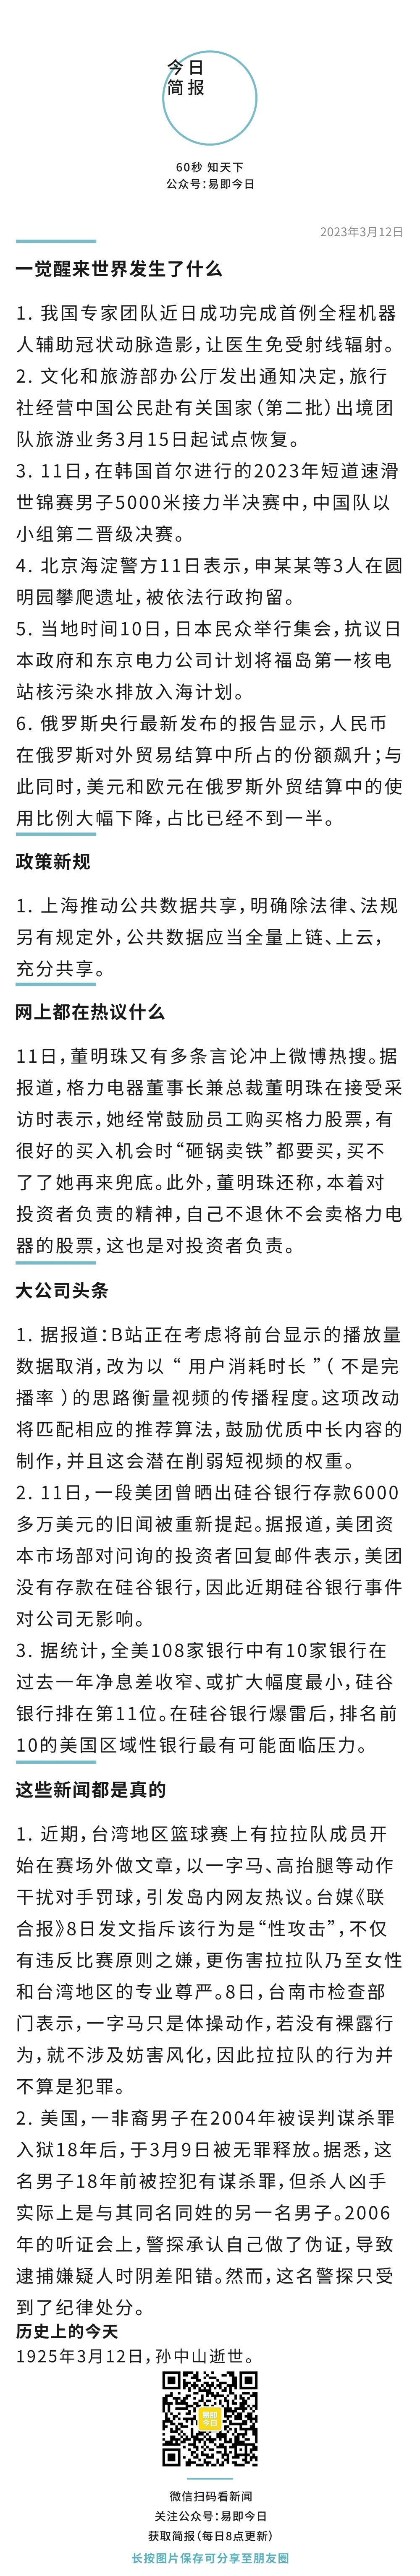 今日
简报
60秒 知天下
公众号：易即今日
2023年3月12日
一觉醒来世界发生了什么
1. 我国专家团队近日成功完成首例全程机器
人辅助冠状动脉造影，让医生免受射线辐射。
2. 文化和旅游部办公厅发出通知决定，旅行
社经营中国公民赴有关国家（第二批）出境团
队旅游业务3月15日起试点恢复。
3. 11日，在韩国首尔进行的2023年短道速滑
世锦赛男子5000米接力半决赛中，中国队以
小组第二晋级决赛。
4. 北京海淀警方11日表示，申某某等3人在圆
明园攀爬遗址，被依法行政拘留。
5. 当地时间10日，日本民众举行集会，抗议日
本政府和东京电力公司计划将福岛第一核电
站核污染水排放入海计划。
6. 俄罗斯央行最新发布的报告显示，人民币
在俄罗斯对外贸易结算中所占的份额飙升；与
此同时，美元和欧元在俄罗斯外贸结算中的使
用比例大幅下降，占比已经不到一半。
政策新规
1. 上海推动公共数据共享，明确除法律、法规
另有规定外，公共数据应当全量上链、上云，
充分共享。
网上都在热议什么
11日，董明珠又有多条言论冲上微博热搜。据
报道，格力电器董事长兼总裁董明珠在接受采
访时表示，她经常鼓励员工购买格力股票，有
很好的买入机会时“砸锅卖铁”都要买，买不
了了她再来兜底。此外，董明珠还称，本着对
投资者负责的精神，自己不退休不会卖格力电
器的股票，这也是对投资者负责。
大公司头条
1. 据报道：B站正在考虑将前台显示的播放量
数据取消，改为以 “ 用户消耗时长 ”（ 不是完
播率 ）的思路衡量视频的传播程度。这项改动
将匹配相应的推荐算法，鼓励优质中长内容的
制作，并且这会潜在削弱短视频的权重。
2. 11日，一段美团曾晒出硅谷银行存款6000
多万美元的旧闻被重新提起。据报道，美团资
本市场部对问询的投资者回复邮件表示，美团
没有存款在硅谷银行，因此近期硅谷银行事件
对公司无影响。
3. 据统计，全美108家银行中有10家银行在
过去一年净息差收窄、或扩大幅度最小，硅谷
银行排在第11位。在硅谷银行爆雷后，排名前
10的美国区域性银行最有可能面临压力。
这些新闻都是真的
1. 近期，台湾地区篮球赛上有拉拉队成员开
始在赛场外做文章，以一字马、高抬腿等动作
干扰对手罚球，引发岛内网友热议。台媒《联
合报》8日发文指斥该行为是“性攻击”，不仅
有违反比赛原则之嫌，更伤害拉拉队乃至女性
和台湾地区的专业尊严。8日，台南市检查部
门表示，一字马只是体操动作，若没有裸露行
为，就不涉及妨害风化，因此拉拉队的行为并
不算是犯罪。
2. 美国，一非裔男子在2004年被误判谋杀罪
入狱18年后，于3月9日被无罪释放。据悉，这
名男子18年前被控犯有谋杀罪，但杀人凶手
实际上是与其同名同姓的另一名男子。2006
年的听证会上，警探承认自己做了伪证，导致
逮捕嫌疑人时阴差阳错。然而，这名警探只受
到了纪律处分。
历史上的今天
1925年3月12日，孙中山逝世。
易即
今日
微信扫码看新闻
关注公众号：易即今日
获取简报（每日8点更新）
长按图片保存可分享至朋友圈